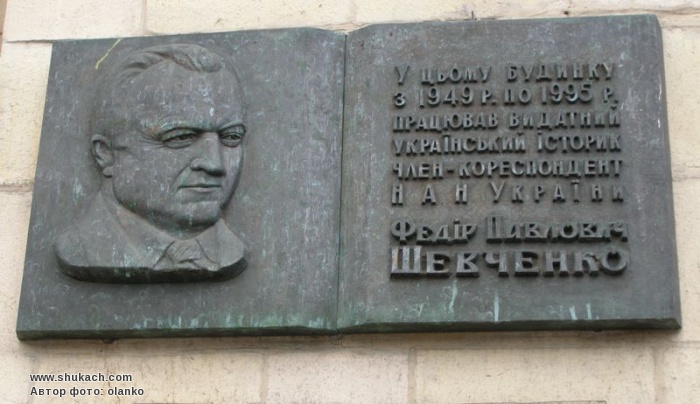 У ЦЬОМУ БУДИНКУ
З 1949 Р. ПО 1995 Р.
ПРАЦЮВАВ ВИДАТНИЙ
УКРАЇНСЬКИЙ ІСТОРИК
ЧЛЕН-КОРЕСПОНДЕНТ
НАН УКРАЇНИ
ФЕДІР ПАВЛОВИЧ
ШЕВЧЕНКО
www.shukach.com
Автор фото: olanko